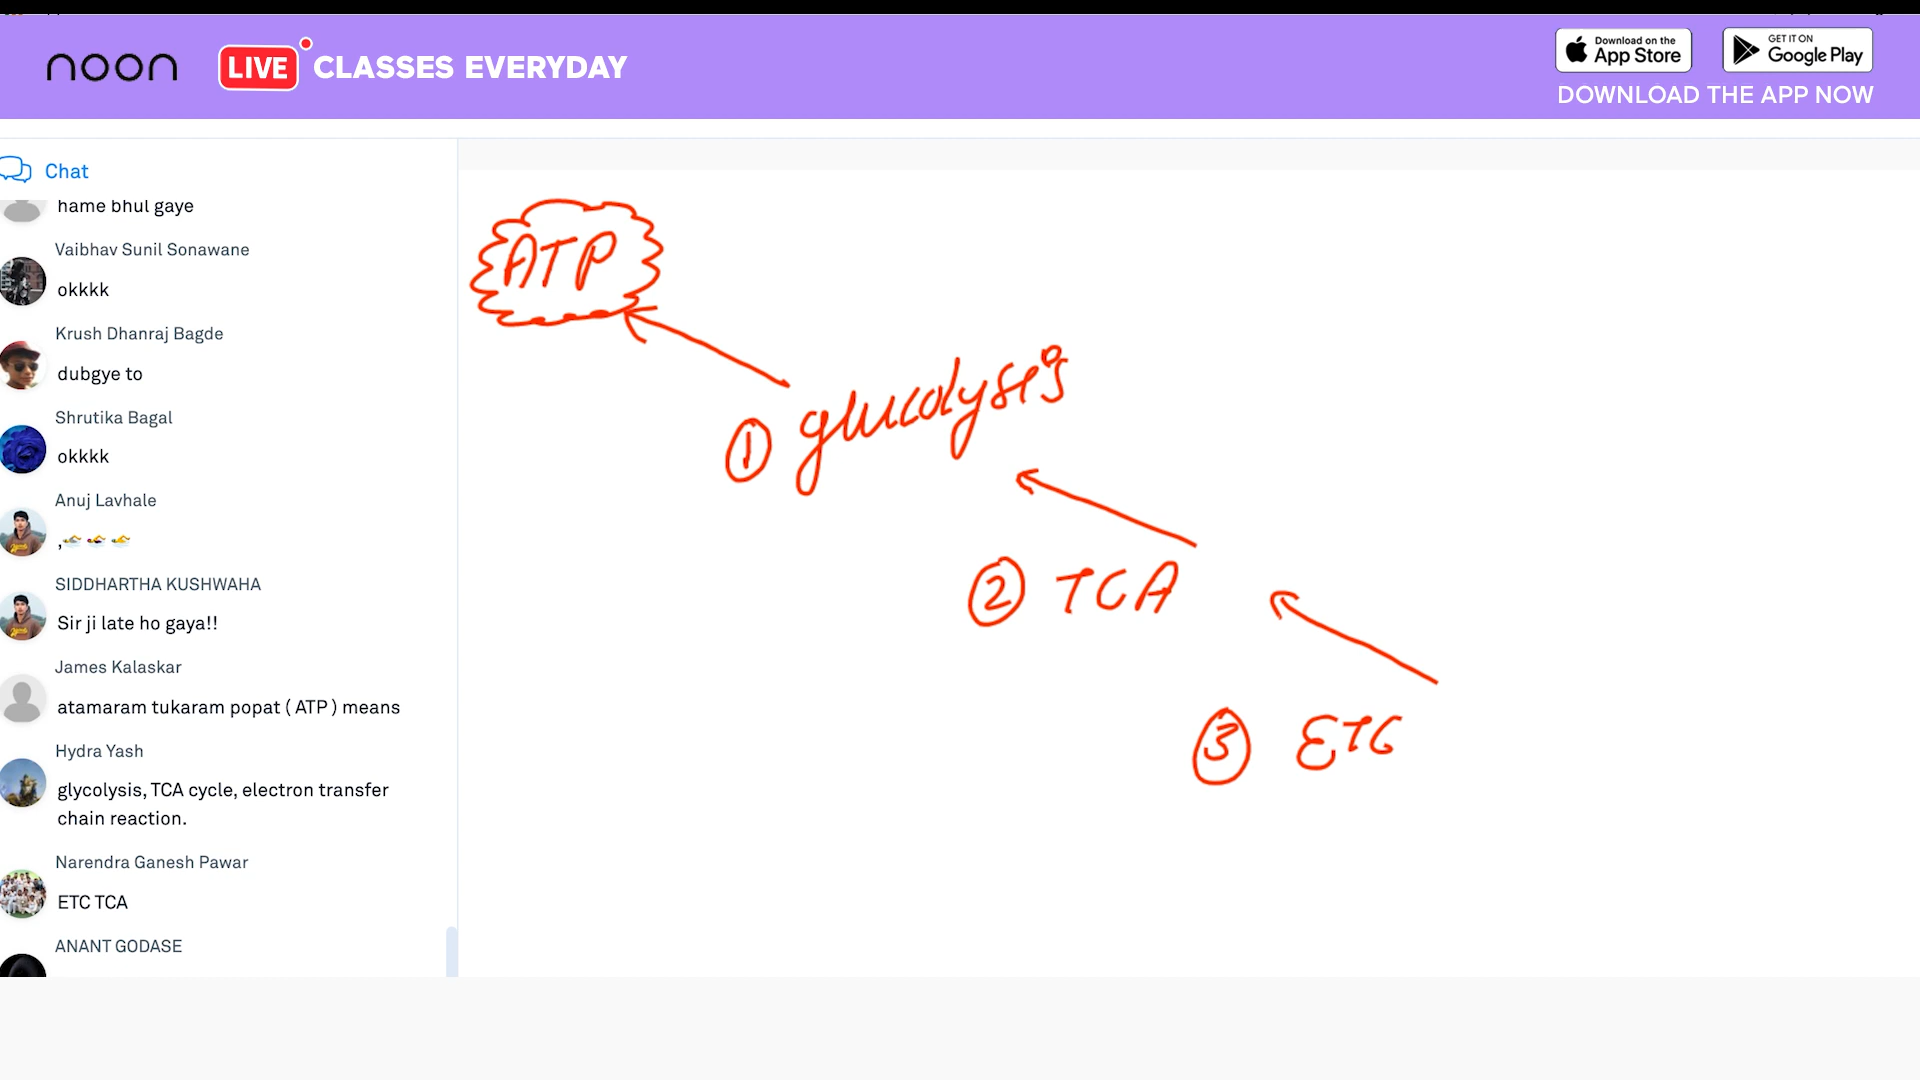 noon LIVE CLASSES EVERYDAY
Download on the App Store
GET IT ON Google Play
DOWNLOAD THE APP NOW
Chat
hame bhul gaye
Vaibhav Sunil Sonawane
okkkk
Krush Dhanraj Bagde
dubgye to
Shrutika Bagal
okkkk
Anuj Lavhale
,🏊🏊🏊
SIDDHARTHA KUSHWAHA
Sir ji late ho gaya!!
James Kalaskar
atamaram tukaram popat ( ATP ) means
Hydra Yash
glycolysis, TCA cycle, electron transfer
chain reaction.
Narendra Ganesh Pawar
ETC TCA
ANANT GODASE
ATP
① glucolysis
② TCA
③ ETC